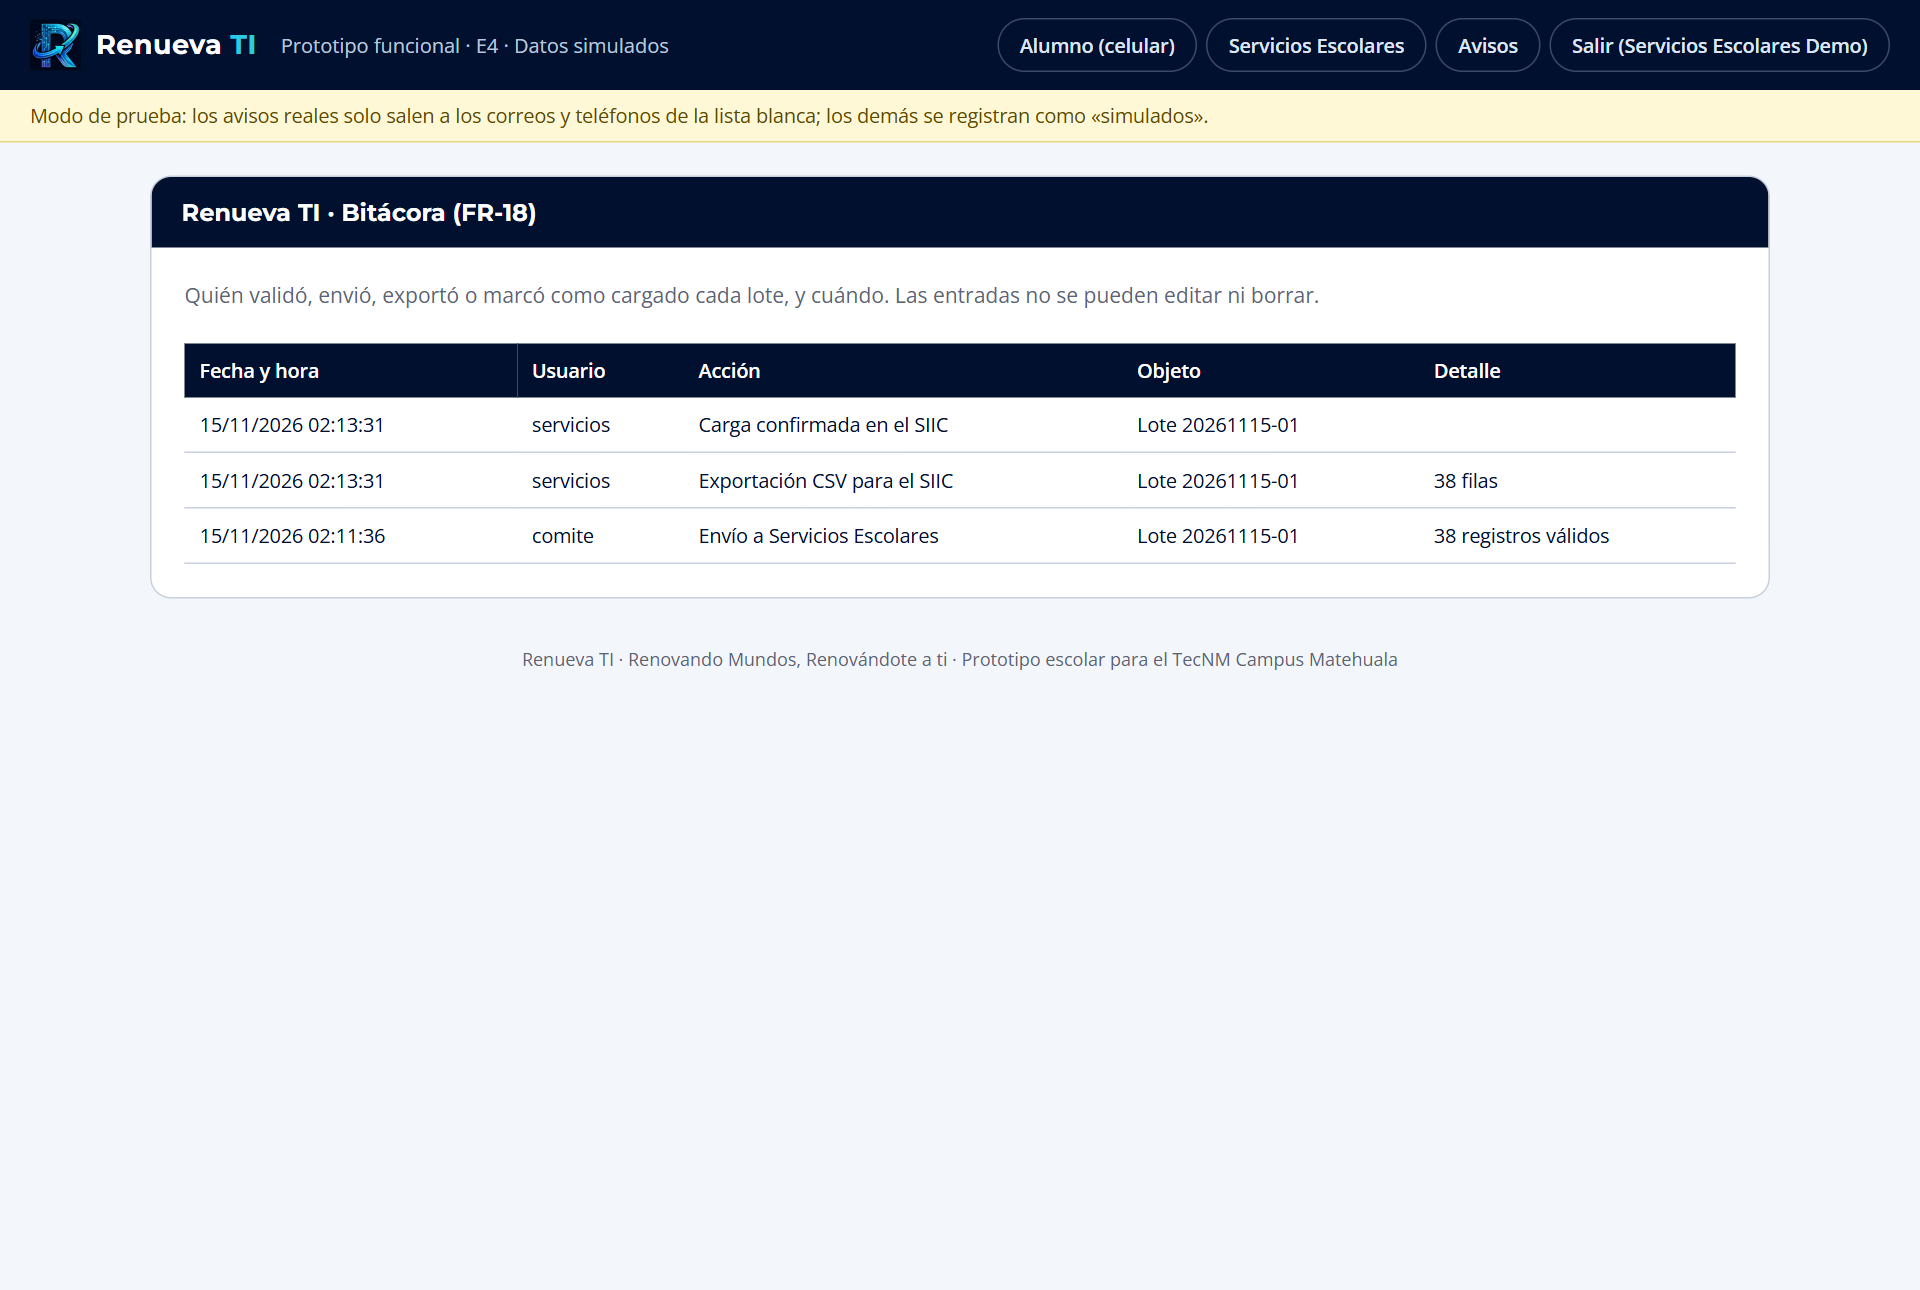 Renueva TI Prototipo funcional · E4 · Datos simulados Alumno (celular) Servicios Escolares Avisos Salir (Servicios Escolares Demo)
Modo de prueba: los avisos reales solo salen a los correos y teléfonos de la lista blanca; los demás se registran como «simulados».
Renueva TI · Bitácora (FR-18)
Quién validó, envió, exportó o marcó como cargado cada lote, y cuándo. Las entradas no se pueden editar ni borrar.
Fecha y hora Usuario Acción Objeto Detalle
15/11/2026 02:13:31 servicios Carga confirmada en el SIIC Lote 20261115-01
15/11/2026 02:13:31 servicios Exportación CSV para el SIIC Lote 20261115-01 38 filas
15/11/2026 02:11:36 comite Envío a Servicios Escolares Lote 20261115-01 38 registros válidos
Renueva TI · Renovando Mundos, Renovándote a ti · Prototipo escolar para el TecNM Campus Matehuala